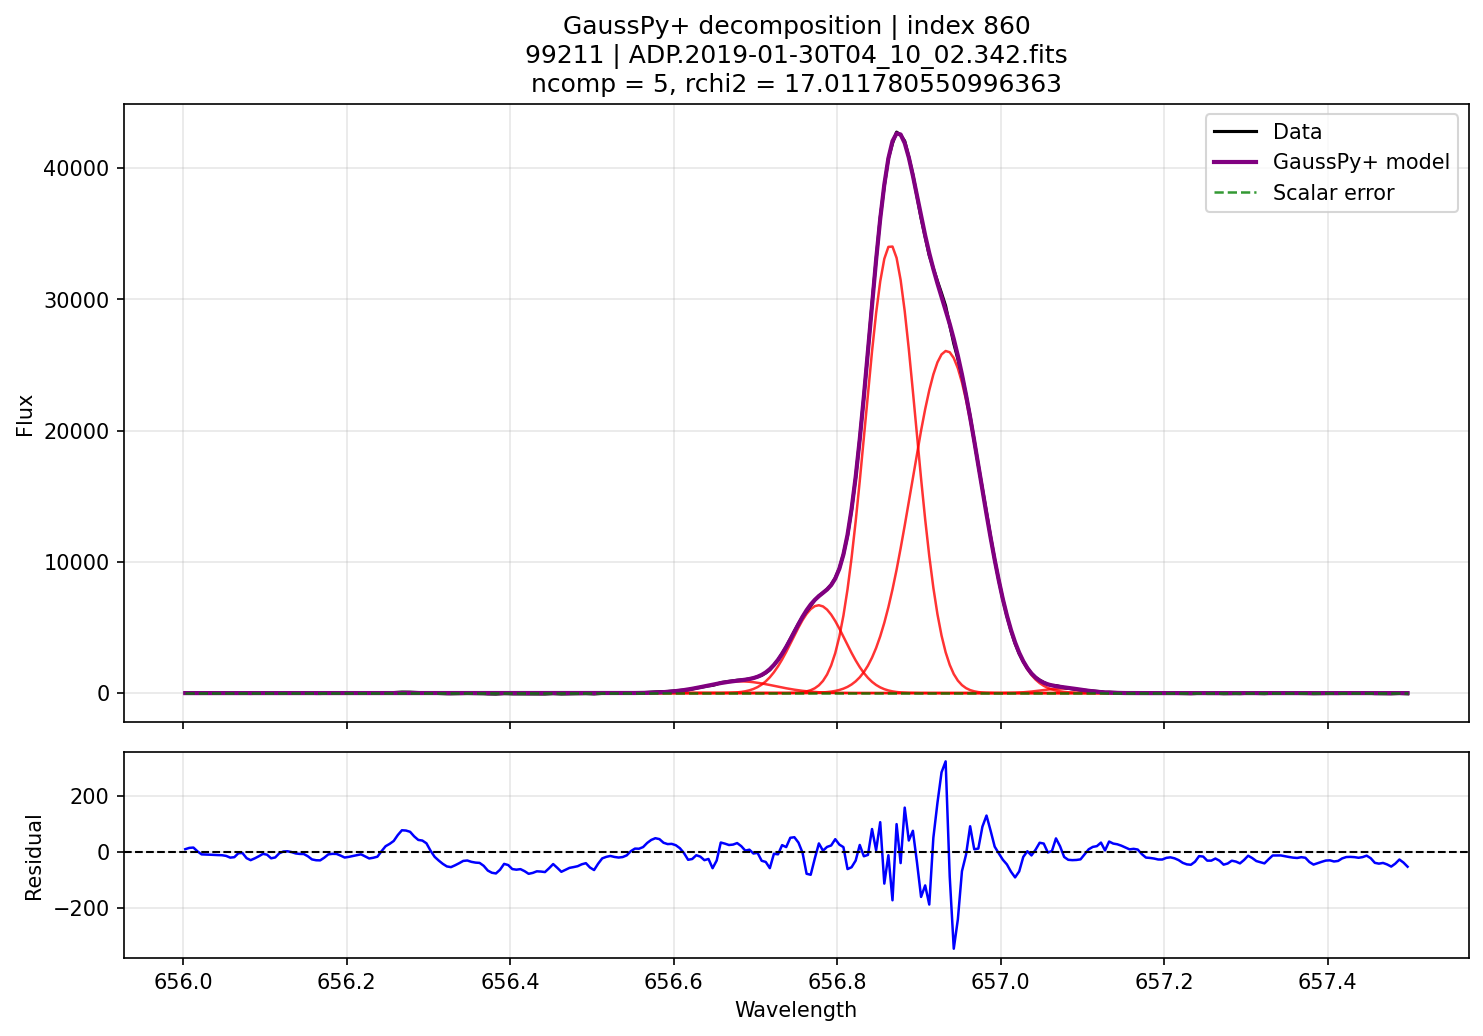 GaussPy+ decomposition | index 860
99211 | ADP.2019-01-30T04_10_02.342.fits
ncomp = 5, rchi2 = 17.011780550996363
Data
GaussPy+ model
Scalar error
40000
30000
20000
10000
0
Flux
200
0
−200
Residual
656.0 656.2 656.4 656.6 656.8 657.0 657.2 657.4
Wavelength